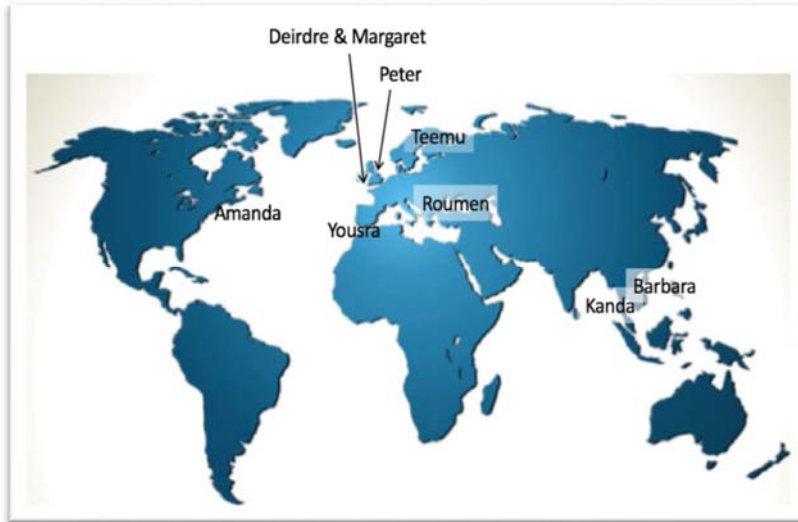 Deirdre & Margaret
Peter
Teemu
Roumen
Amanda
Yousra
Barbara
Kanda